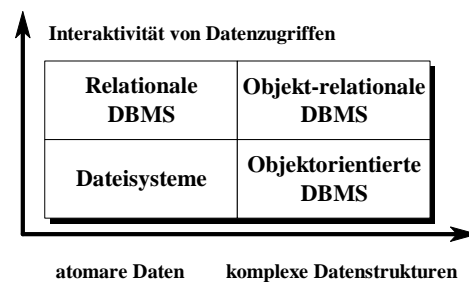 Interaktivität von Datenzugriffen
Relationale
DBMS
Objekt-relationale
DBMS
Dateisysteme
Objektorientierte
DBMS
atomare Daten
komplexe Datenstrukturen